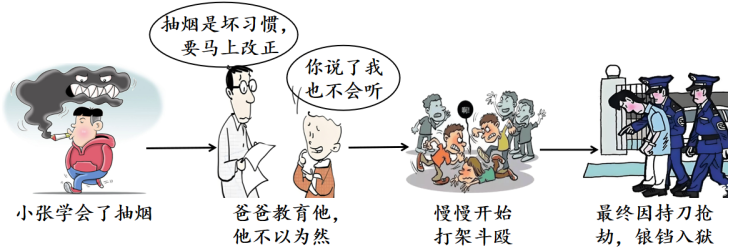 抽烟是坏习惯，
要马上改正
你说了我
也不会听
小张学会了抽烟
爸爸教育他，
他不以为然
慢慢开始
打架斗殴
最终因持刀抢
劫，锒铛入狱